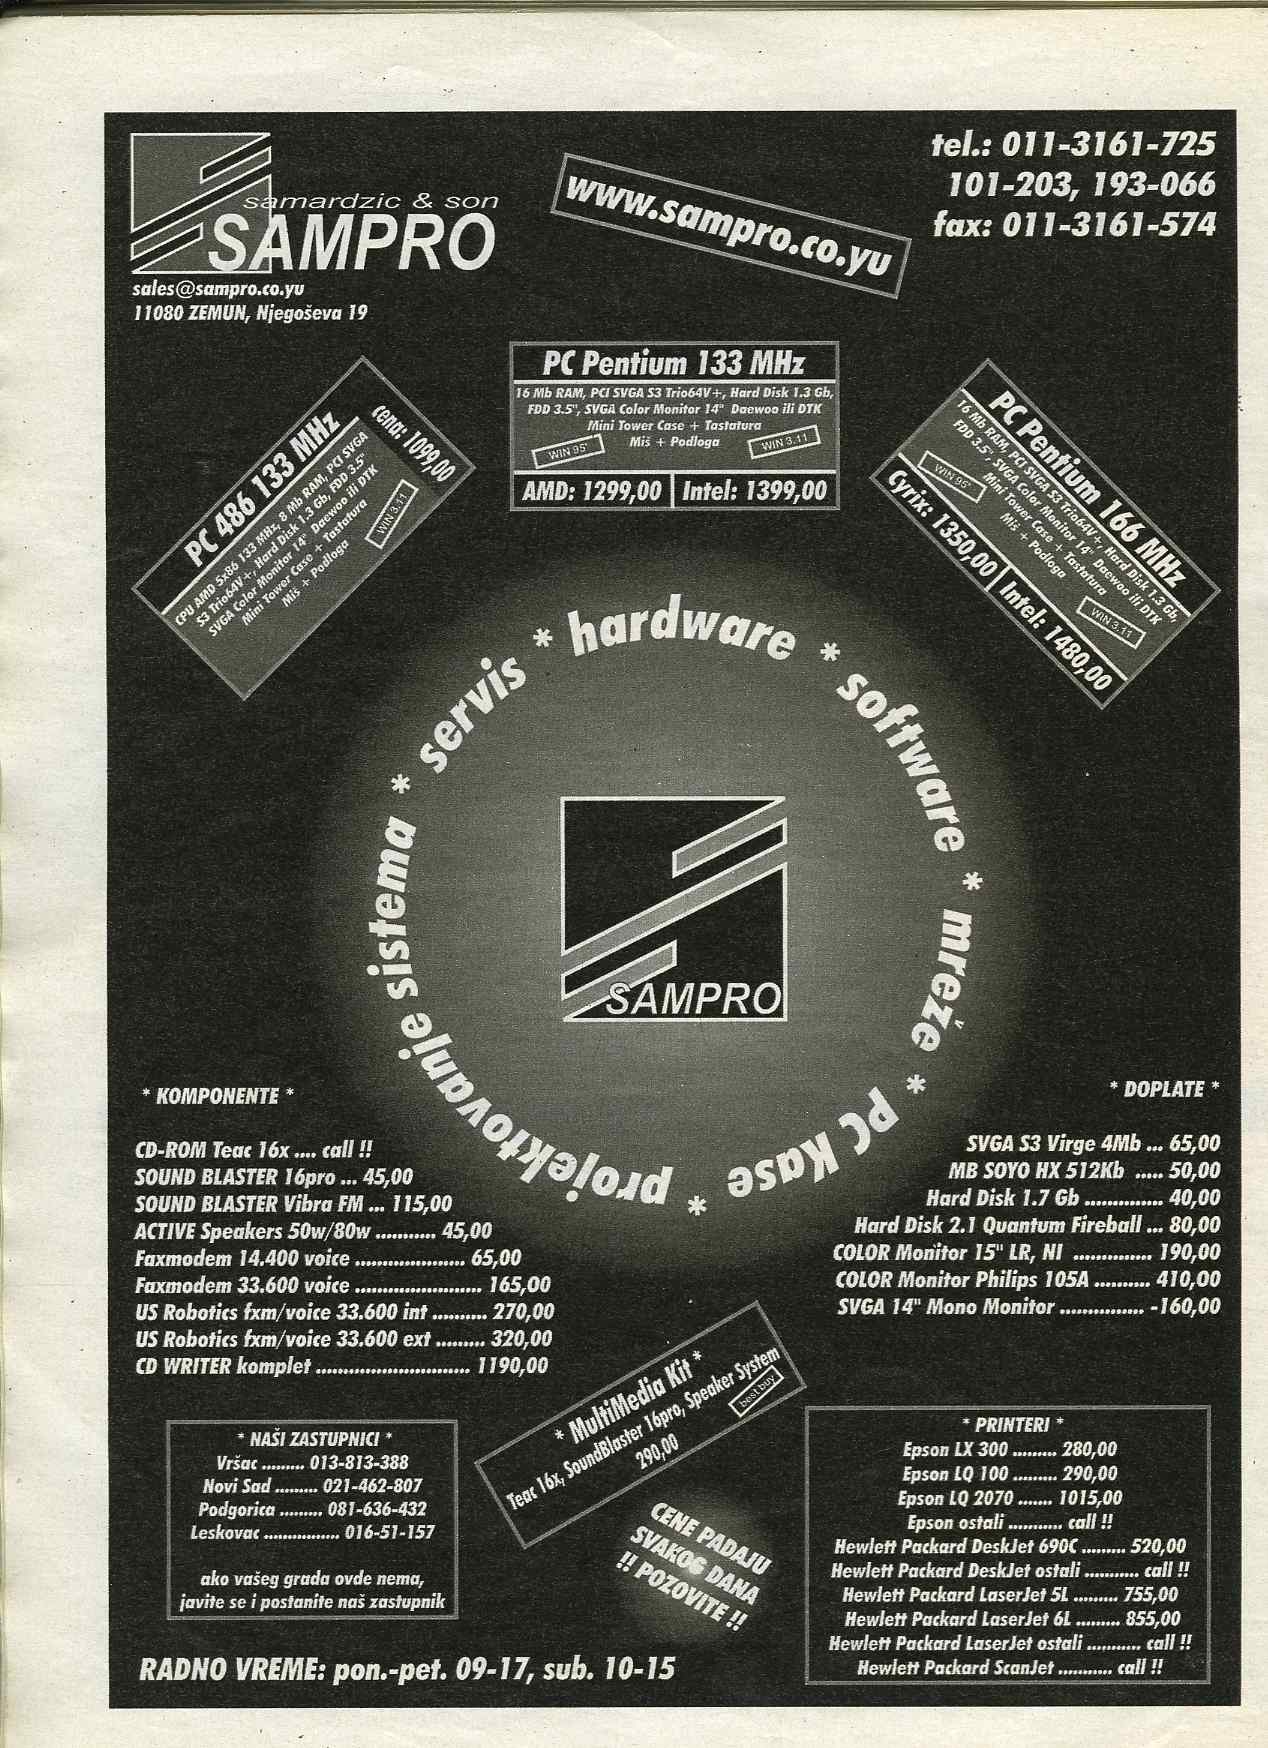 samardzic & son
SAMPRO
sales@sampro.co.yu
11080 ZEMUN, Njegoševa 19
www.sampro.co.yu
tel.: 011-3161-725
101-203, 193-066
fax: 011-3161-574
PC 486 133 MHz
CPU AMD 5x86 133 MHz, 8 Mb RAM, PCI SVGA
S3 Trio64V+, Hard Disk 1.3 Gb, FDD 3.5"
SVGA Color Monitor 14" Daewoo ili DTK
Mini Tower Case + Tastatura
Miš + Podloga
WIN 3.11
cena: 1099,00
PC Pentium 133 MHz
16 Mb RAM, PCI SVGA S3 Trio64V+, Hard Disk 1.3 Gb,
FDD 3.5", SVGA Color Monitor 14" Daewoo ili DTK
Mini Tower Case + Tastatura
Miš + Podloga
WIN 95'
WIN 3.11
AMD: 1299,00 Intel: 1399,00
PC Pentium 166 MHz
16 Mb RAM, PCI SVGA S3 Trio64V+, Hard Disk 1.3 Gb,
FDD 3.5", SVGA Color Monitor 14" Daewoo ili DTK
Mini Tower Case + Tastatura
Miš + Podloga
WIN 95'
WIN 3.11
Cyrix: 1350,00 Intel: 1480,00
* hardware * software * mreže * PC Kase * projektovanje sistema * servis
SAMPRO
* KOMPONENTE *
CD-ROM Teac 16x .... call !!
SOUND BLASTER 16pro ... 45,00
SOUND BLASTER Vibra FM ... 115,00
ACTIVE Speakers 50w/80w ........... 45,00
Faxmodem 14.400 voice .................... 65,00
Faxmodem 33.600 voice ....................... 165,00
US Robotics fxm/voice 33.600 int .......... 270,00
US Robotics fxm/voice 33.600 ext ......... 320,00
CD WRITER komplet ............................ 1190,00
* DOPLATE *
SVGA S3 Virge 4Mb ... 65,00
MB SOYO HX 512Kb ..... 50,00
Hard Disk 1.7 Gb .............. 40,00
Hard Disk 2.1 Quantum Fireball ... 80,00
COLOR Monitor 15" LR, NI .............. 190,00
COLOR Monitor Philips 105A .......... 410,00
SVGA 14" Mono Monitor ............... -160,00
* MultiMedia Kit *
Teac 16x, SoundBlaster 16pro, Speaker System
290,00
best buy
* NAŠI ZASTUPNICI *
Vršac ......... 013-813-388
Novi Sad ......... 021-462-807
Podgorica ......... 081-636-432
Leskovac ................ 016-51-157
ako vašeg grada ovde nema,
javite se i postanite naš zastupnik
CENE PADAJU
SVAKOG DANA
!! POZOVITE !!
* PRINTERI *
Epson LX 300 ......... 280,00
Epson LQ 100 ......... 290,00
Epson LQ 2070 ....... 1015,00
Epson ostali ........... call !!
Hewlett Packard DeskJet 690C ......... 520,00
Hewlett Packard DeskJet ostali ........... call !!
Hewlett Packard LaserJet 5L ......... 755,00
Hewlett Packard LaserJet 6L ......... 855,00
Hewlett Packard LaserJet ostali ........... call !!
Hewlett Packard ScanJet ........... call !!
RADNO VREME: pon.-pet. 09-17, sub. 10-15